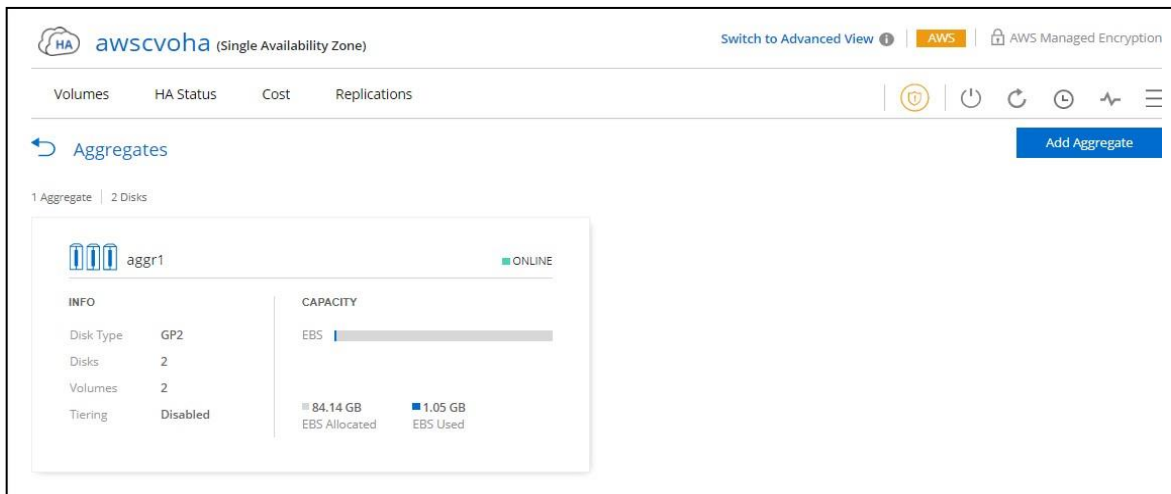 HA awscvoha (Single Availability Zone) Switch to Advanced View i AWS AWS Managed Encryption
Volumes HA Status Cost Replications
Aggregates Add Aggregate
1 Aggregate 2 Disks
aggr1 ONLINE
INFO CAPACITY
Disk Type GP2 EBS
Disks 2
Volumes 2
Tiering Disabled 84.14 GB 1.05 GB
EBS Allocated EBS Used